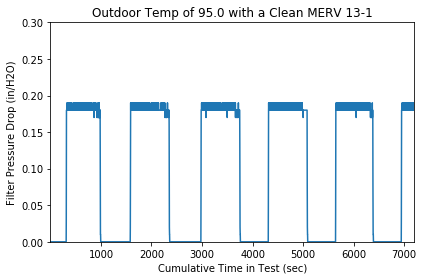 Outdoor Temp of 95.0 with a Clean MERV 13-1
Filter Pressure Drop (in/H2O)
0.30
0.25
0.20
0.15
0.10
0.05
0.00
1000 2000 3000 4000 5000 6000 7000
Cumulative Time in Test (sec)